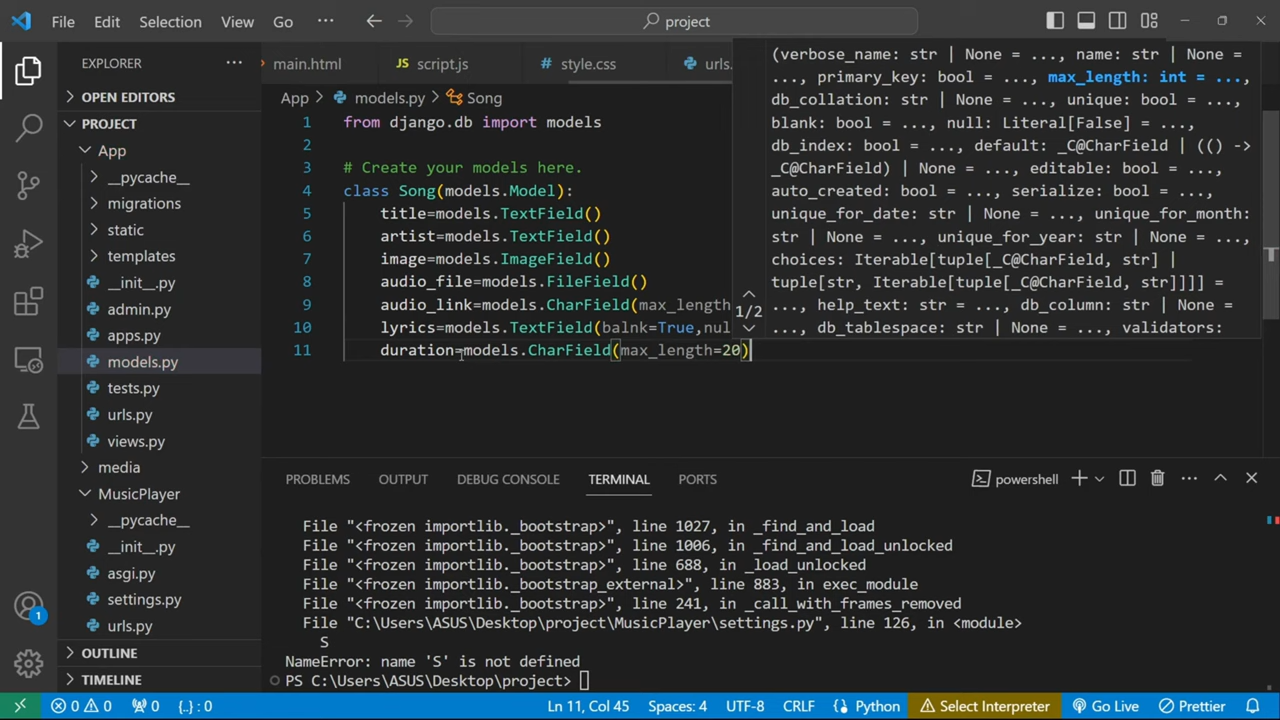 File Edit Selection View Go ··· project
EXPLORER ···
OPEN EDITORS
PROJECT
App
__pycache__
migrations
static
templates
__init__.py
admin.py
apps.py
models.py
tests.py
urls.py
views.py
media
MusicPlayer
__pycache__
__init__.py
asgi.py
settings.py
urls.py
OUTLINE
TIMELINE
1
main.html JS script.js # style.css urls.
App > models.py > Song
1 from django.db import models
2
3 # Create your models here.
4 class Song(models.Model):
5 title=models.TextField()
6 artist=models.TextField()
7 image=models.ImageField()
8 audio_file=models.FileField()
9 audio_link=models.CharField(max_length
10 lyrics=models.TextField(balnk=True,nul
11 duration=models.CharField(max_length=20)
1/2
(verbose_name: str | None = ..., name: str | None =
..., primary_key: bool = ..., max_length: int = ...,
db_collation: str | None = ..., unique: bool = ...,
blank: bool = ..., null: Literal[False] = ...,
db_index: bool = ..., default: _C@CharField | (() ->
_C@CharField) | None = ..., editable: bool = ...,
auto_created: bool = ..., serialize: bool = ...,
unique_for_date: str | None = ..., unique_for_month:
str | None = ..., unique_for_year: str | None = ...,
choices: Iterable[tuple[_C@CharField, str] |
tuple[str, Iterable[tuple[_C@CharField, str]]]] =
..., help_text: str = ..., db_column: str | None =
..., db_tablespace: str | None = ..., validators:
PROBLEMS OUTPUT DEBUG CONSOLE TERMINAL PORTS powershell
File "<frozen importlib._bootstrap>", line 1027, in _find_and_load
File "<frozen importlib._bootstrap>", line 1006, in _find_and_load_unlocked
File "<frozen importlib._bootstrap>", line 688, in _load_unlocked
File "<frozen importlib._bootstrap_external>", line 883, in exec_module
File "<frozen importlib._bootstrap>", line 241, in _call_with_frames_removed
File "C:\Users\ASUS\Desktop\project\MusicPlayer\settings.py", line 126, in <module>
S
NameError: name 'S' is not defined
PS C:\Users\ASUS\Desktop\project>
0 0 0 {..} : 0 Ln 11, Col 45 Spaces: 4 UTF-8 CRLF Python Select Interpreter Go Live Prettier